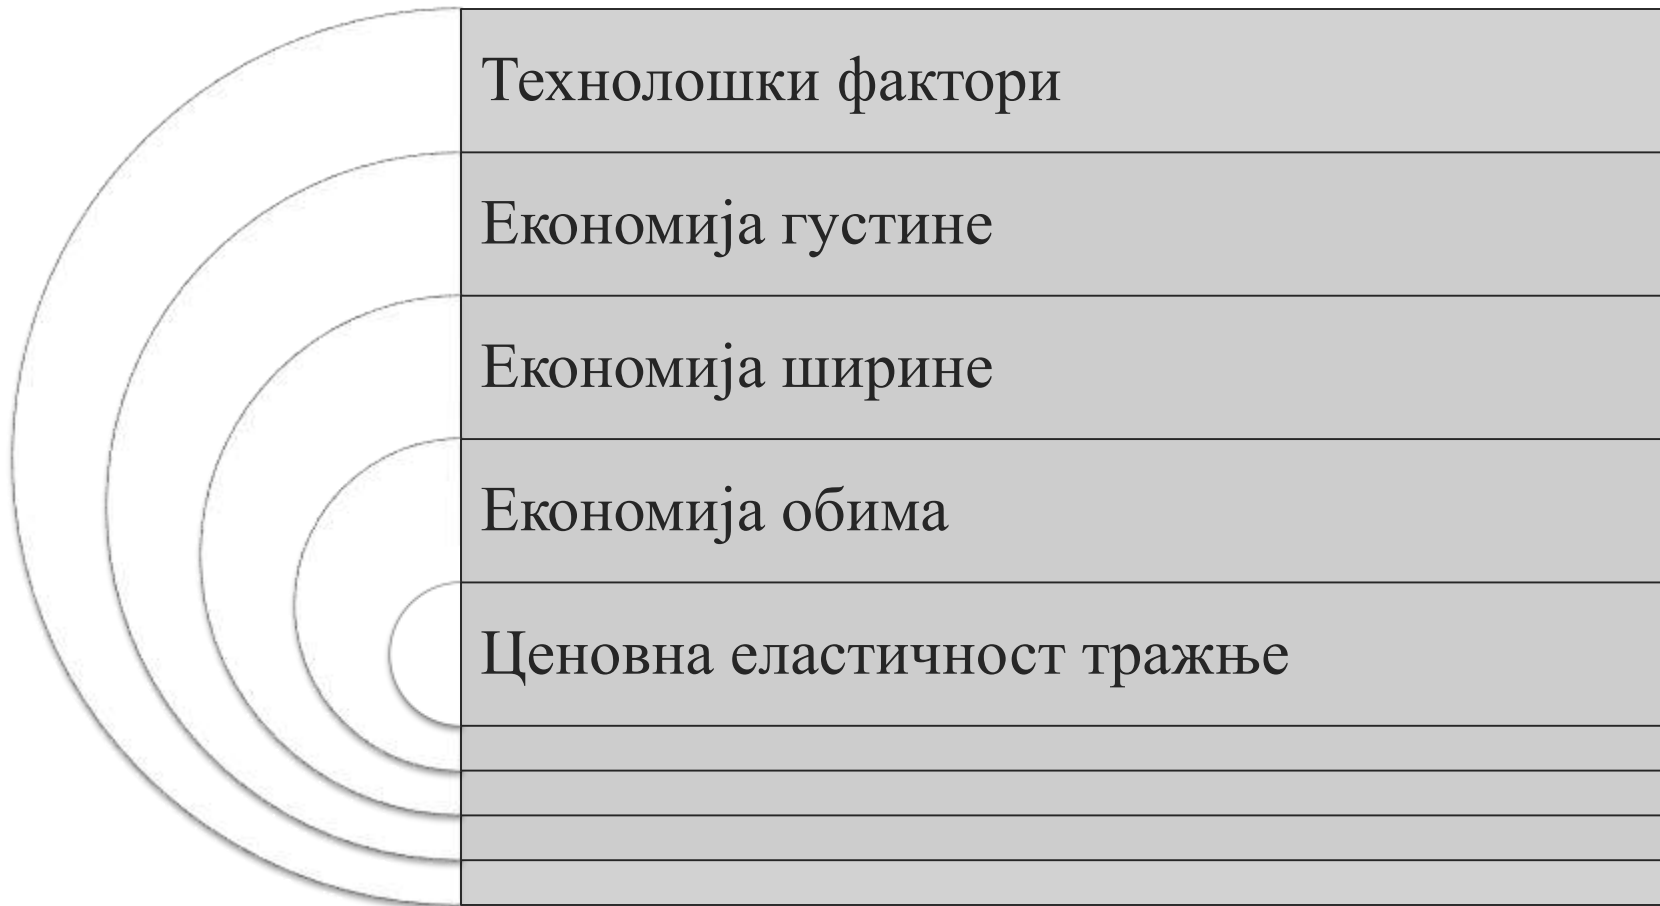 Технолошки фактори
Економија густине
Економија ширине
Економија обима
Ценовна еластичност тражње